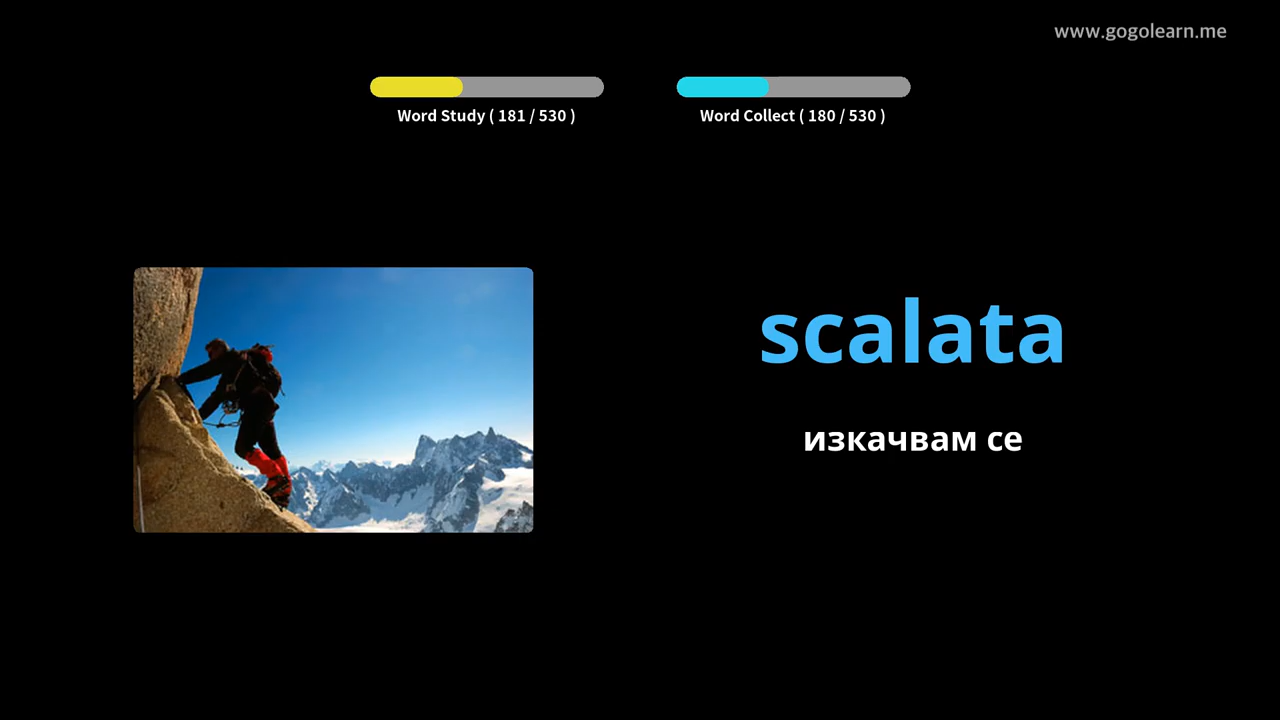 www.gogolearn.me
Word Study ( 181 / 530 )
Word Collect ( 180 / 530 )
scalata
изкачвам се